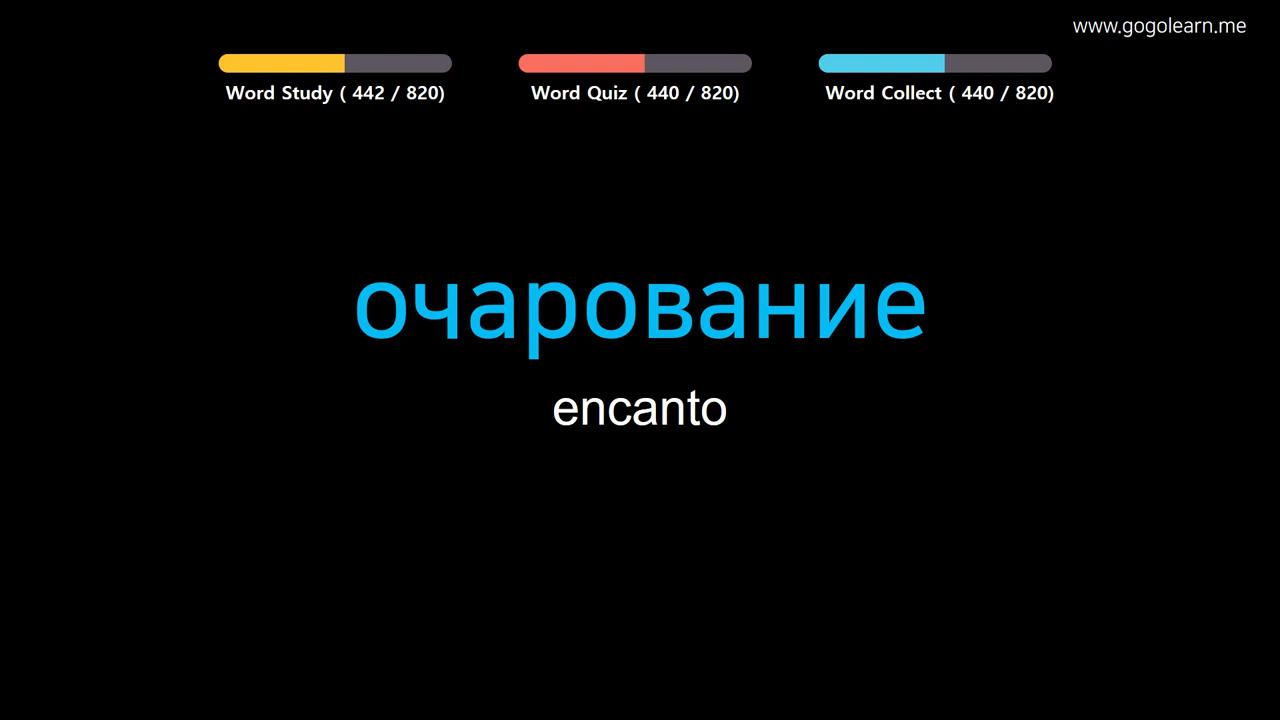 www.gogolearn.me
Word Study ( 442 / 820)
Word Quiz ( 440 / 820)
Word Collect ( 440 / 820)
очарование
encanto